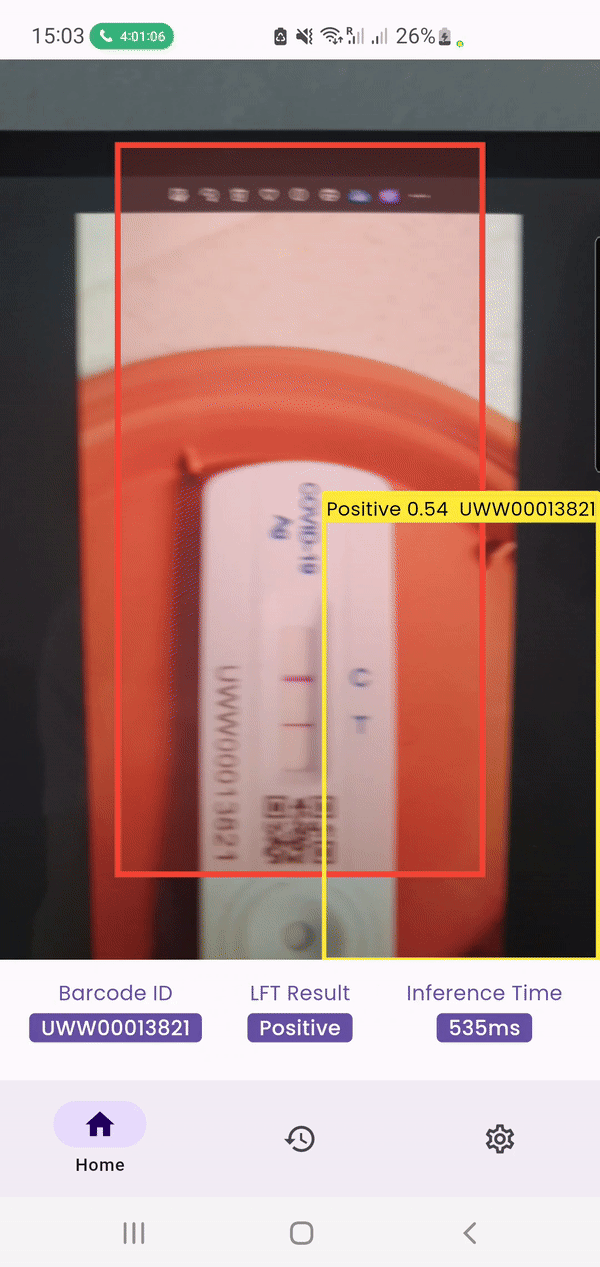 15:03 4:01:06 R 26%
Positive 0.54 UWW00013821
COVID-19
Ag
C
T
UWW00013821
Barcode ID
LFT Result
Inference Time
UWW00013821
Positive
535ms
Home